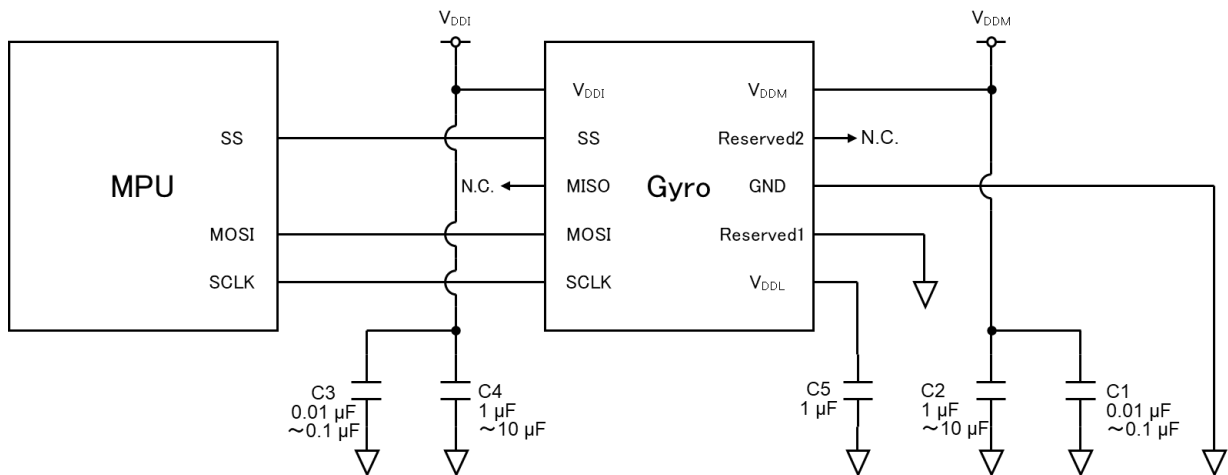 VDDI
VDDM
MPU
SS
MOSI
SCLK
N.C.
Gyro
VDDI
SS
MISO
MOSI
SCLK
VDDM
Reserved2
GND
Reserved1
VDDL
N.C.
C3
0.01 µF
～0.1 µF
C4
1 µF
～10 µF
C5
1 µF
C2
1 µF
～10 µF
C1
0.01 µF
～0.1 µF